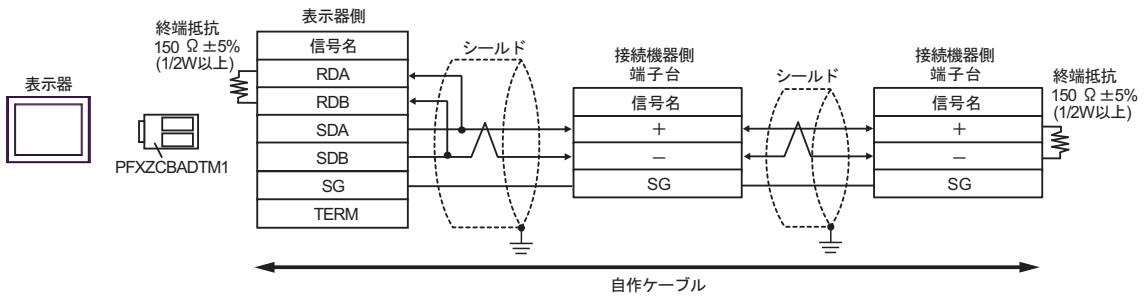 表示器
PFXZCBADTM1
終端抵抗
150 Ω ±5%
(1/2W以上)
表示器側
信号名
RDA
RDB
SDA
SDB
SG
TERM
シールド
接続機器側
端子台
信号名
+
-
SG
シールド
接続機器側
端子台
信号名
+
-
SG
終端抵抗
150 Ω ±5%
(1/2W以上)
自作ケーブル